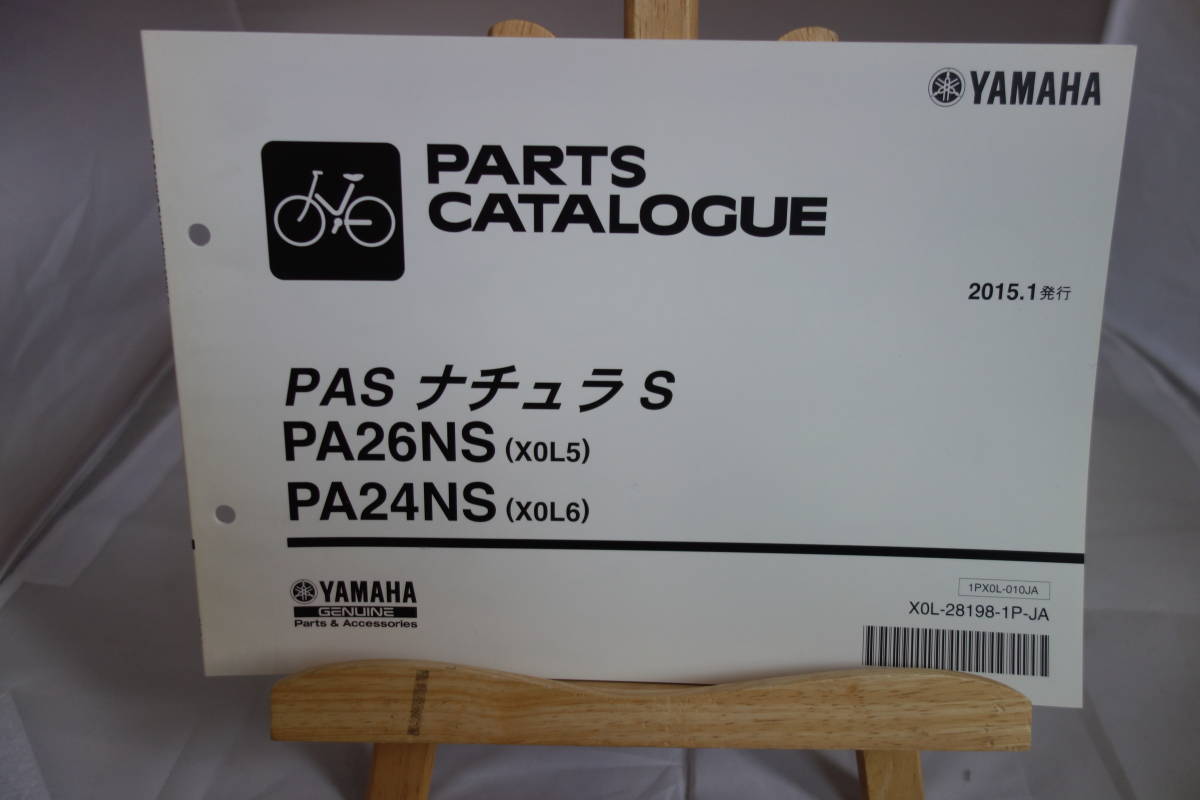 YAMAHA
PARTS
CATALOGUE
2015.1発行
PAS ナチュラ S
PA26NS (X0L5)
PA24NS (X0L6)
YAMAHA
GENUINE
Parts & Accessories
1PX0L-010JA
X0L-28198-1P-JA